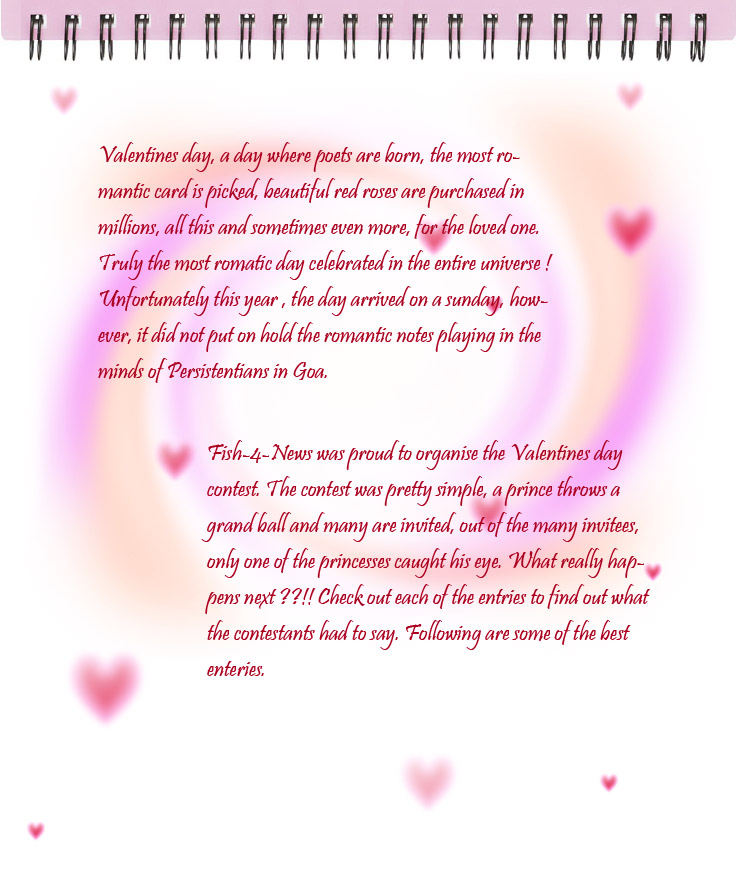 Valentines day, a day where poets are born, the most ro-
mantic card is picked, beautiful red roses are purchased in
millions, all this and sometimes even more, for the loved one.
Truly the most romatic day celebrated in the entire universe !
Unfortunately this year , the day arrived on a sunday, how-
ever, it did not put on hold the romantic notes playing in the
minds of Persistentians in Goa.
Fish-4-News was proud to organise the Valentines day
contest. The contest was pretty simple, a prince throws a
grand ball and many are invited, out of the many invitees,
only one of the princesses caught his eye. What really hap-
pens next ??!! Check out each of the entries to find out what
the contestants had to say. Following are some of the best
enteries.